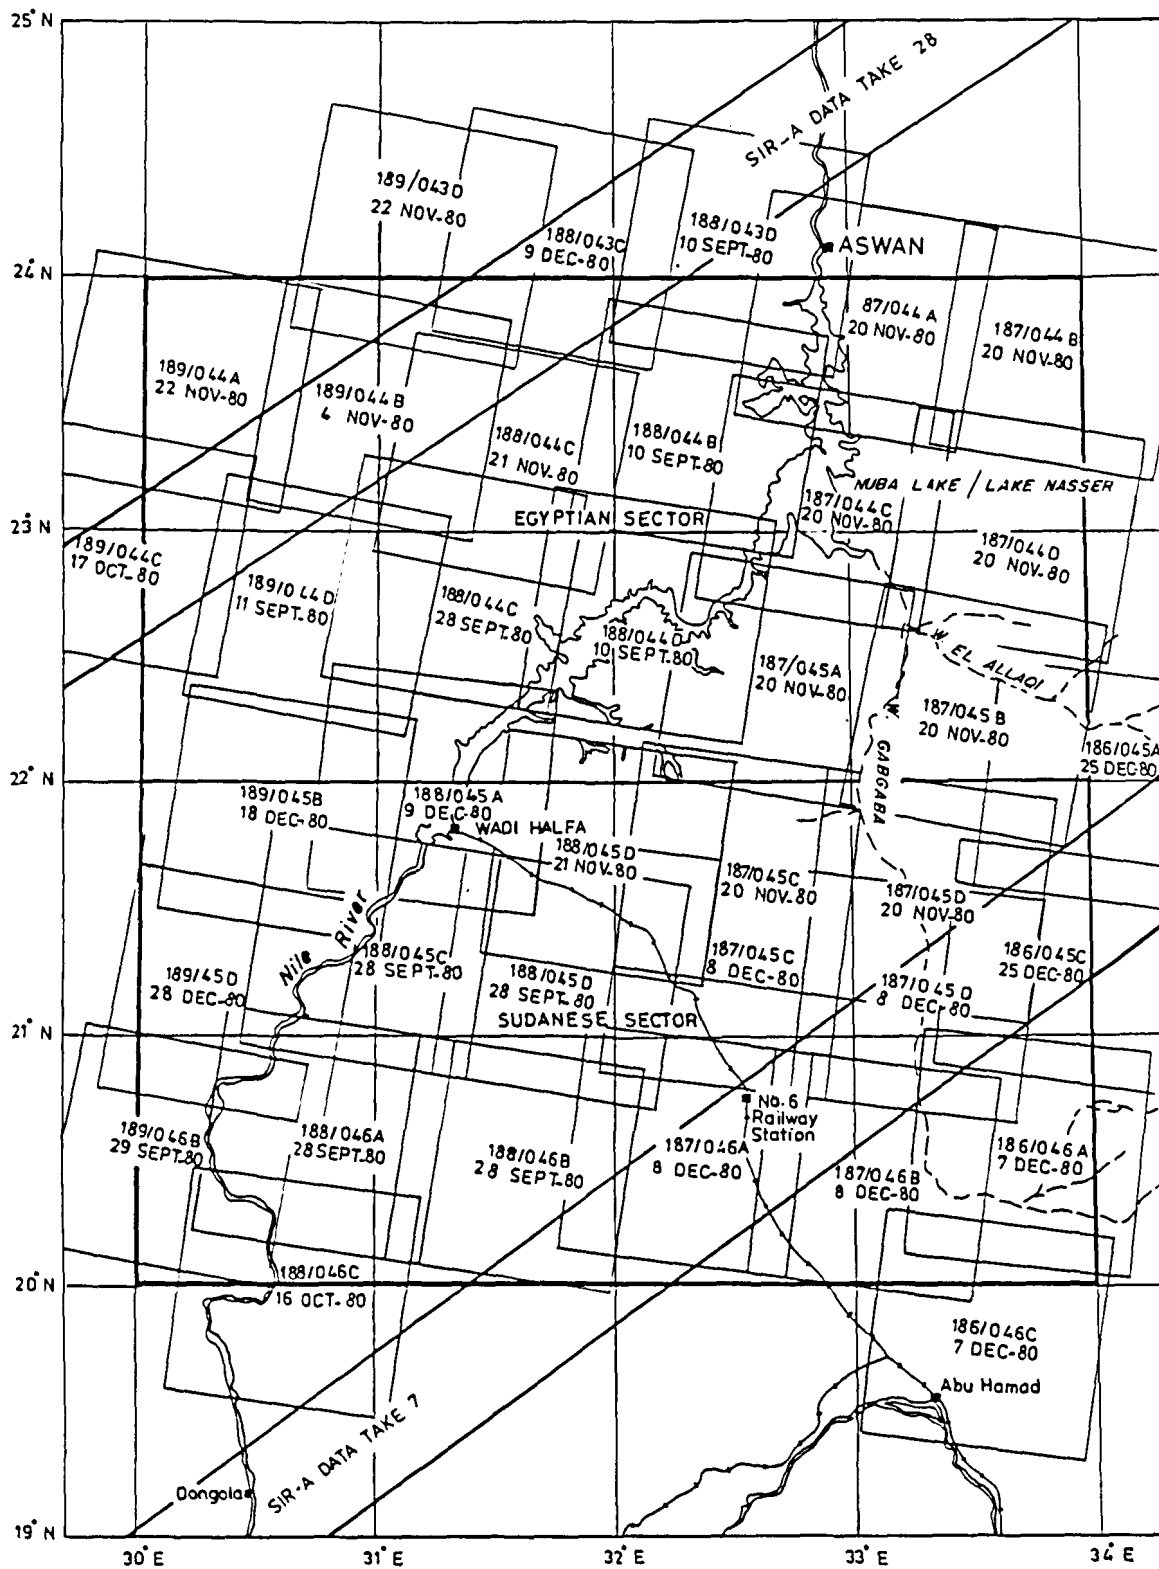 25° N
SIR-A DATA TAKE 28
189/043D
22 NOV-80
188/043C
9 DEC-80
188/043D
10 SEPT-80
ASWAN
24° N
87/044 A
20 NOV-80
187/044 B
20 NOV-80
189/044A
22 NOV-80
189/044B
4 NOV-80
188/044C
21 NOV-80
188/044B
10 SEPT-80
NUBA LAKE / LAKE NASSER
187/044C
20 NOV-80
EGYPTIAN SECTOR
23° N
189/044C
17 OCT-80
187/044D
20 NOV-80
189/044D
11 SEPT-80
188/044C
28 SEPT-80
188/044D
10 SEPT-80
187/045A
20 NOV-80
W. EL ALLAQI
187/045B
20 NOV-80
W. GABGABA
186/045A
25 DEC-80
22° N
189/045B
18 DEC-80
188/045A
9 DEC-80
WADI HALFA
188/045D
21 NOV-80
187/045C
20 NOV-80
187/045D
20 NOV-80
Nile River
188/045C
28 SEPT-80
187/045C
8 DEC-80
186/045C
25 DEC-80
189/45D
28 DEC-80
188/045D
28 SEPT-80
187/045D
8 DEC-80
SUDANESE SECTOR
21° N
No.6
Railway
Station
189/046B
29 SEPT-80
188/046A
28 SEPT-80
188/046B
28 SEPT-80
187/046A
8 DEC-80
187/046B
8 DEC-80
186/046A
7 DEC-80
20° N
188/046C
16 OCT-80
186/046C
7 DEC-80
Abu Hamad
SIR-A DATA TAKE 7
Dongola
19° N
30° E
31° E
32° E
33° E
34° E